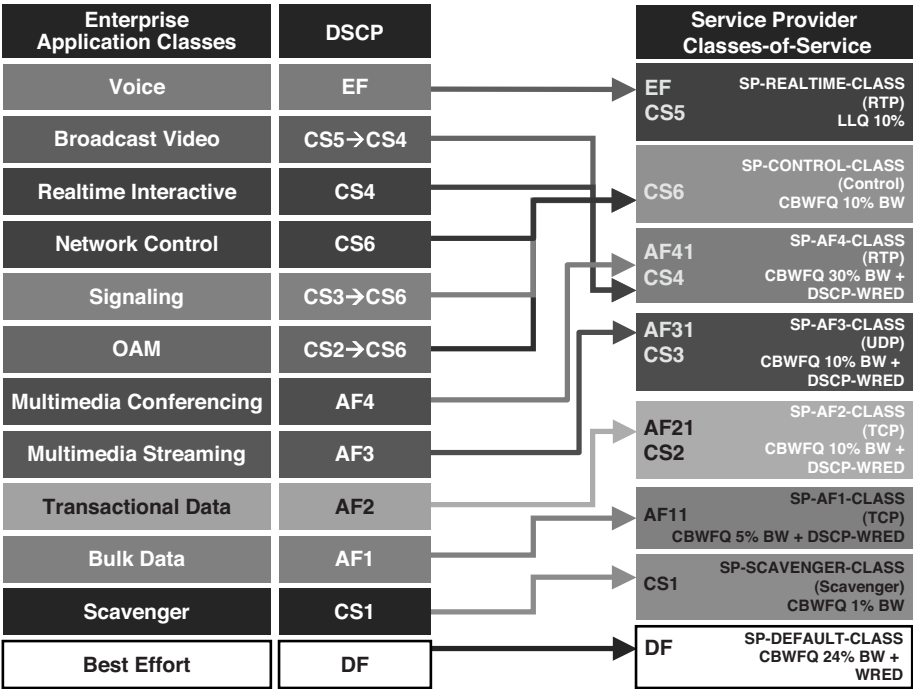 Enterprise
Application Classes
DSCP
Service Provider
Classes-of-Service
Voice
EF
Broadcast Video
CS5→CS4
Realtime Interactive
CS4
Network Control
CS6
Signaling
CS3→CS6
OAM
CS2→CS6
Multimedia Conferencing
AF4
Multimedia Streaming
AF3
Transactional Data
AF2
Bulk Data
AF1
Scavenger
CS1
Best Effort
DF
EF
CS5
SP-REALTIME-CLASS
(RTP)
LLQ 10%
CS6
SP-CONTROL-CLASS
(Control)
CBWFQ 10% BW
AF41
CS4
SP-AF4-CLASS
(RTP)
CBWFQ 30% BW +
DSCP-WRED
AF31
CS3
SP-AF3-CLASS
(UDP)
CBWFQ 10% BW +
DSCP-WRED
AF21
CS2
SP-AF2-CLASS
(TCP)
CBWFQ 10% BW +
DSCP-WRED
AF11
SP-AF1-CLASS
(TCP)
CBWFQ 5% BW + DSCP-WRED
CS1
SP-SCAVENGER-CLASS
(Scavenger)
CBWFQ 1% BW
DF
SP-DEFAULT-CLASS
CBWFQ 24% BW +
WRED